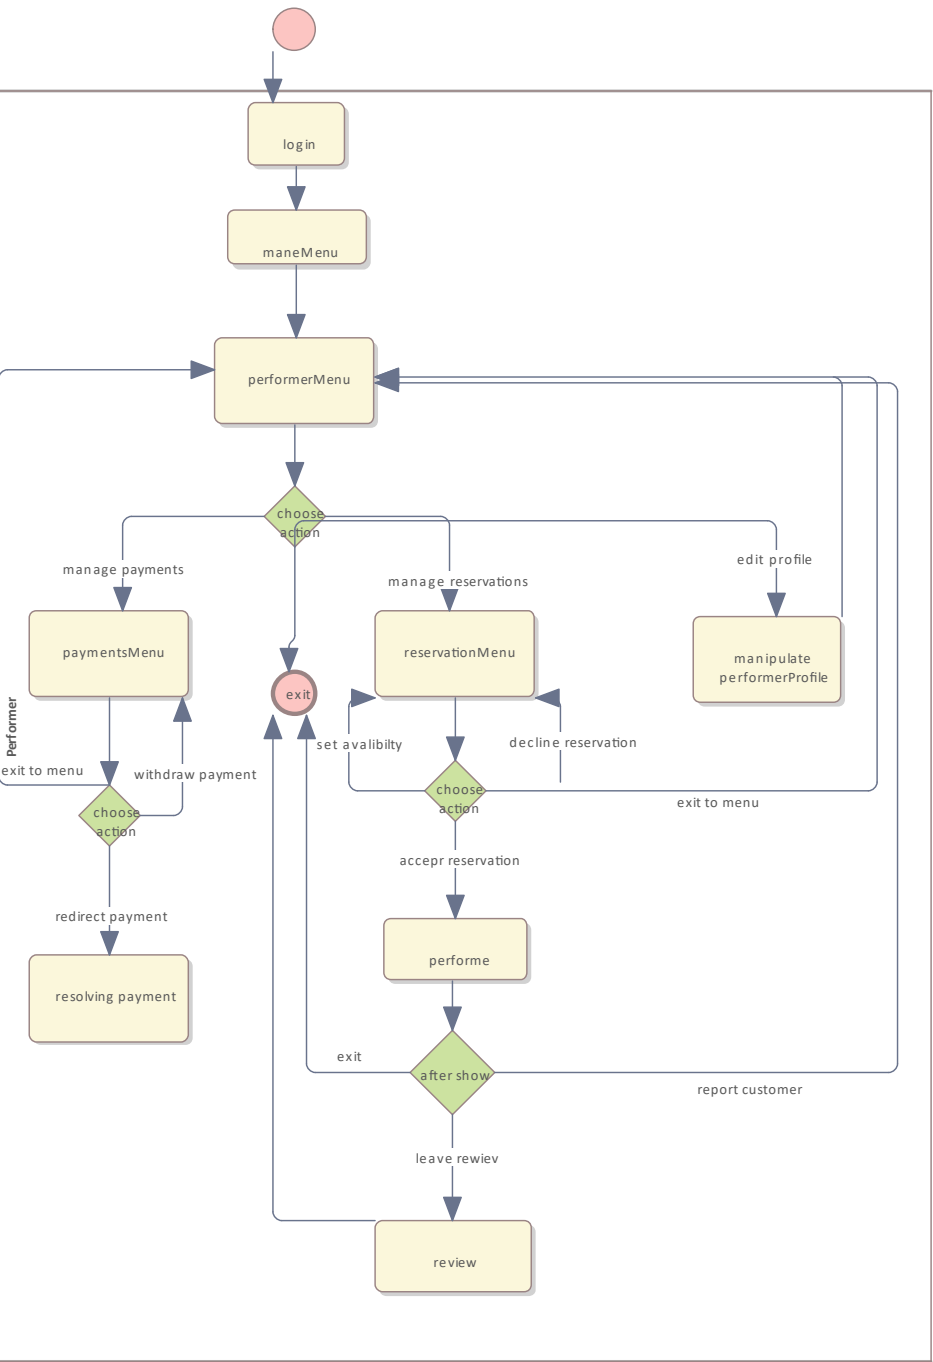 login
maneMenu
performerMenu
choose
action
manage payments
manage reservations
edit profile
paymentsMenu
reservationMenu
manipulate
performerProfile
exit
Performer
set avalibilty
decline reservation
exit to menu
withdraw payment
choose
action
exit to menu
choose
action
accepr reservation
redirect payment
performe
resolving payment
exit
after show
report customer
leave rewiev
review